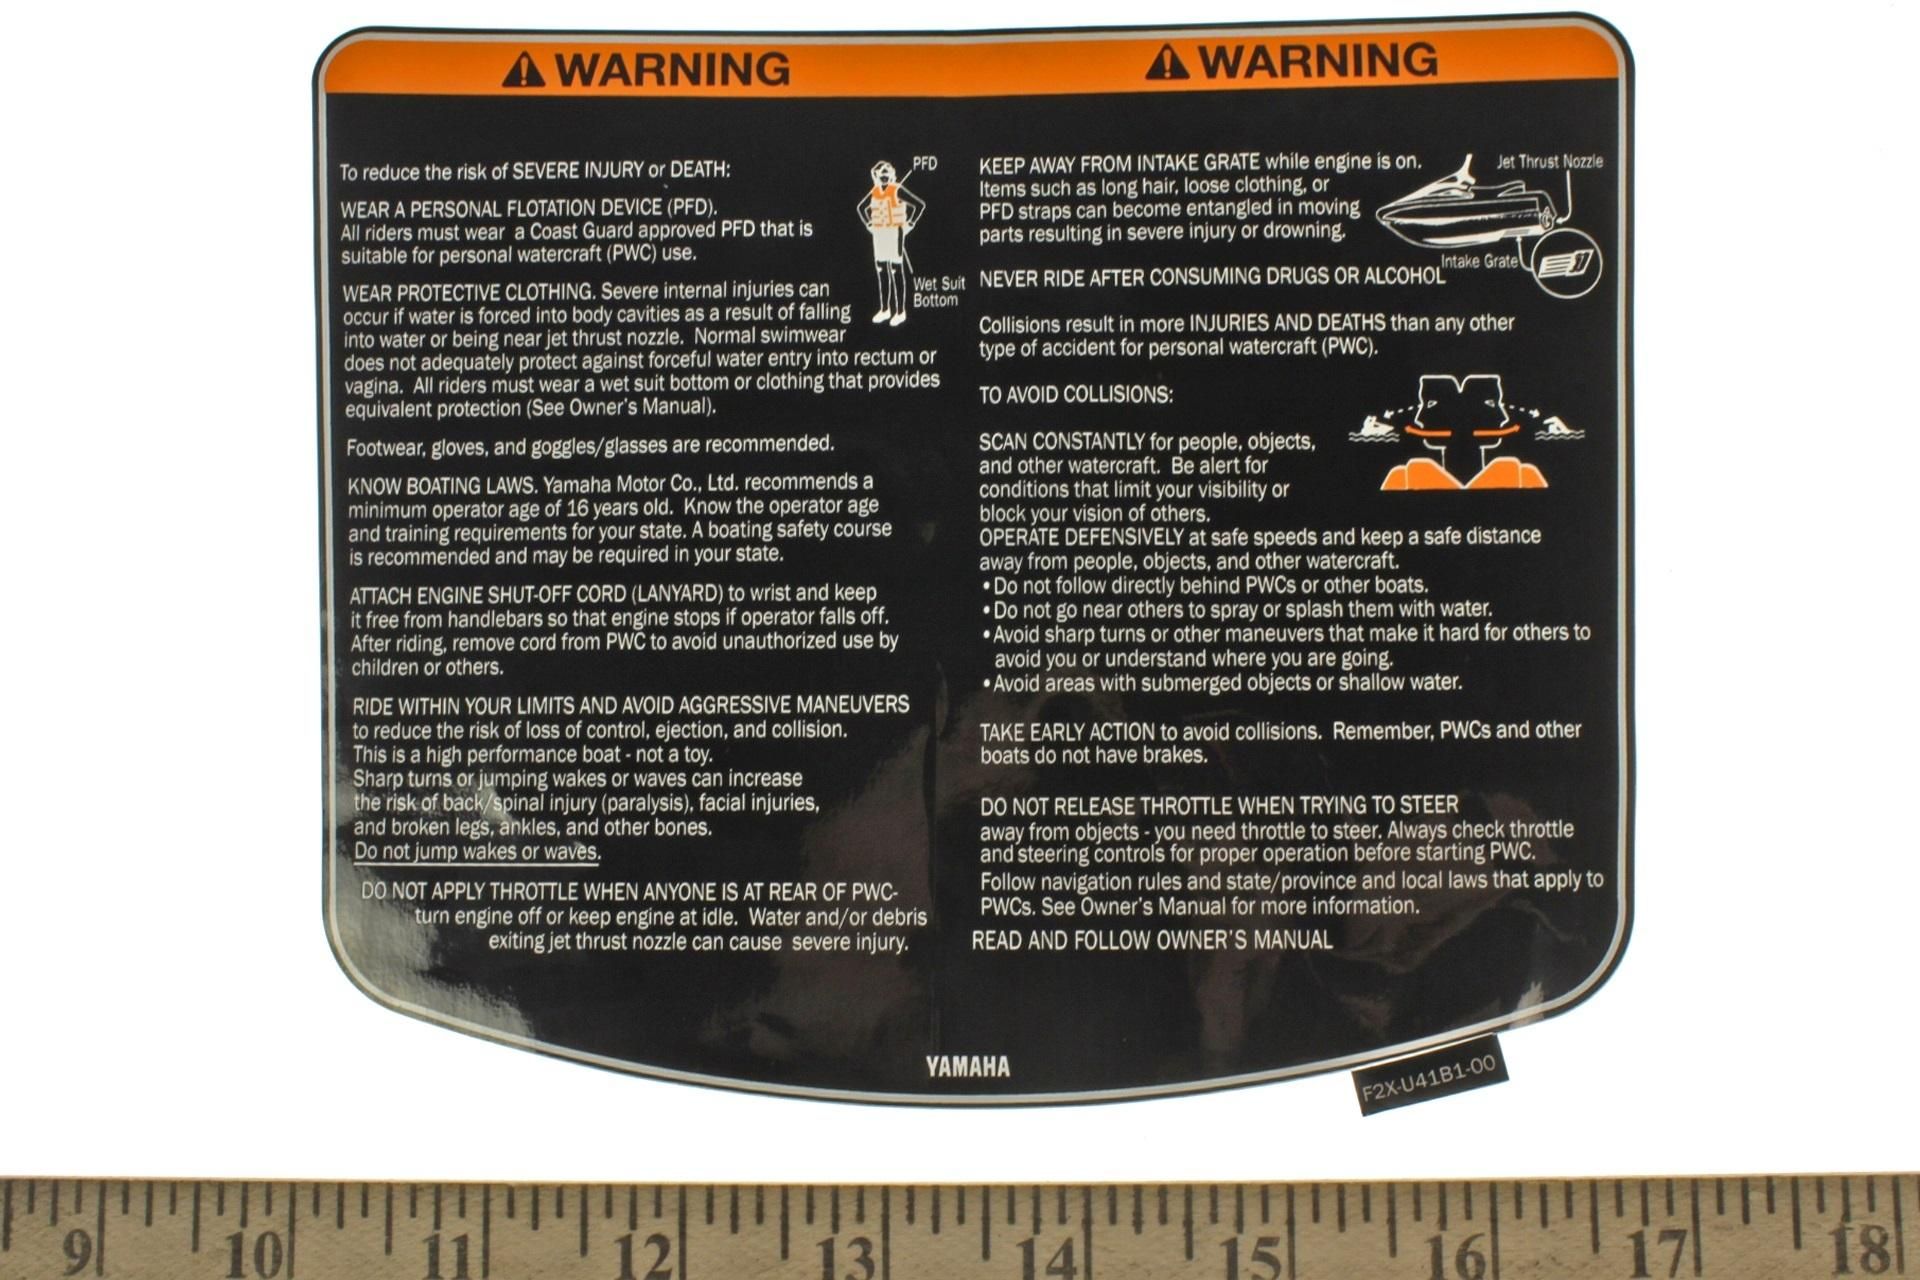 WARNING
To reduce the risk of SEVERE INJURY or DEATH:
WEAR A PERSONAL FLOTATION DEVICE (PFD).
All riders must wear a Coast Guard approved PFD that is
suitable for personal watercraft (PWC) use.
PFD
WEAR PROTECTIVE CLOTHING. Severe internal injuries can
occur if water is forced into body cavities as a result of falling
into water or being near jet thrust nozzle. Normal swimwear
does not adequately protect against forceful water entry into rectum or
vagina. All riders must wear a wet suit bottom or clothing that provides
equivalent protection (See Owner's Manual).
Wet Suit
Bottom
Footwear, gloves, and goggles/glasses are recommended.
KNOW BOATING LAWS. Yamaha Motor Co., Ltd. recommends a
minimum operator age of 16 years old. Know the operator age
and training requirements for your state. A boating safety course
is recommended and may be required in your state.
ATTACH ENGINE SHUT-OFF CORD (LANYARD) to wrist and keep
it free from handlebars so that engine stops if operator falls off.
After riding, remove cord from PWC to avoid unauthorized use by
children or others.
RIDE WITHIN YOUR LIMITS AND AVOID AGGRESSIVE MANEUVERS
to reduce the risk of loss of control, ejection, and collision.
This is a high performance boat - not a toy.
Sharp turns or jumping wakes or waves can increase
the risk of back/spinal injury (paralysis), facial injuries,
and broken legs, ankles, and other bones.
Do not jump wakes or waves.
DO NOT APPLY THROTTLE WHEN ANYONE IS AT REAR OF PWC-
turn engine off or keep engine at idle. Water and/or debris
exiting jet thrust nozzle can cause severe injury.
WARNING
KEEP AWAY FROM INTAKE GRATE while engine is on.
Items such as long hair, loose clothing, or
PFD straps can become entangled in moving
parts resulting in severe injury or drowning.
Jet Thrust Nozzle
Intake Grate
NEVER RIDE AFTER CONSUMING DRUGS OR ALCOHOL
Collisions result in more INJURIES AND DEATHS than any other
type of accident for personal watercraft (PWC).
TO AVOID COLLISIONS:
SCAN CONSTANTLY for people, objects,
and other watercraft. Be alert for
conditions that limit your visibility or
block your vision of others.
OPERATE DEFENSIVELY at safe speeds and keep a safe distance
away from people, objects, and other watercraft.
• Do not follow directly behind PWCs or other boats.
• Do not go near others to spray or splash them with water.
• Avoid sharp turns or other maneuvers that make it hard for others to
avoid you or understand where you are going.
• Avoid areas with submerged objects or shallow water.
TAKE EARLY ACTION to avoid collisions. Remember, PWCs and other
boats do not have brakes.
DO NOT RELEASE THROTTLE WHEN TRYING TO STEER
away from objects - you need throttle to steer. Always check throttle
and steering controls for proper operation before starting PWC.
Follow navigation rules and state/province and local laws that apply to
PWCs. See Owner's Manual for more information.
READ AND FOLLOW OWNER'S MANUAL
YAMAHA
F2X-U41B1-00
9 10 11 12 13 14 15 16 17 18